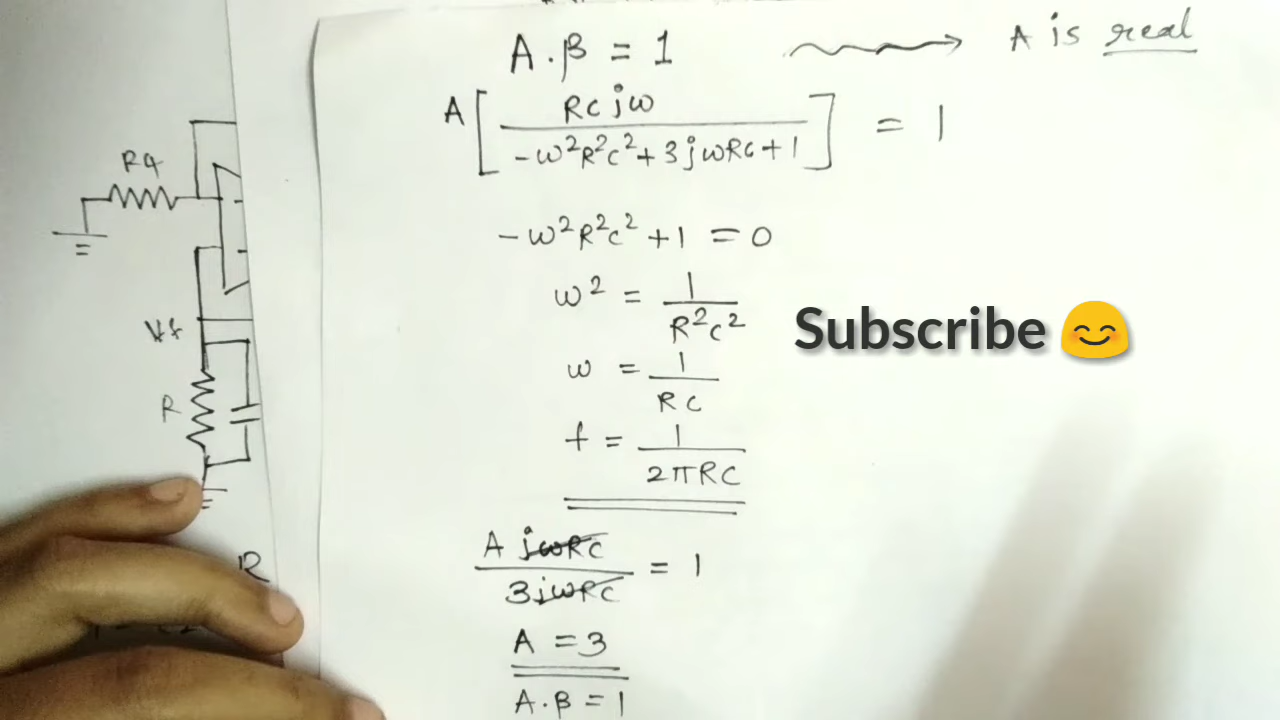 A.β = 1 A is real
A [ RCjω / -ω²R²C² + 3jωRC + 1 ] = 1
R4
-ω²R²C² + 1 = 0
ω² = 1 / R²C²
Subscribe 😊
Vf
ω = 1 / RC
R
f = 1 / 2πRC
A jωRC / 3jωRC = 1
R
A = 3
A.β = 1